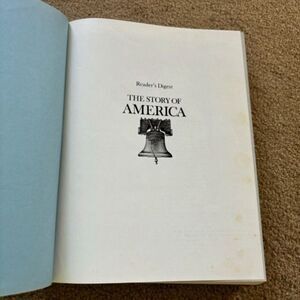 Reader's Digest
THE STORY OF
AMERICA